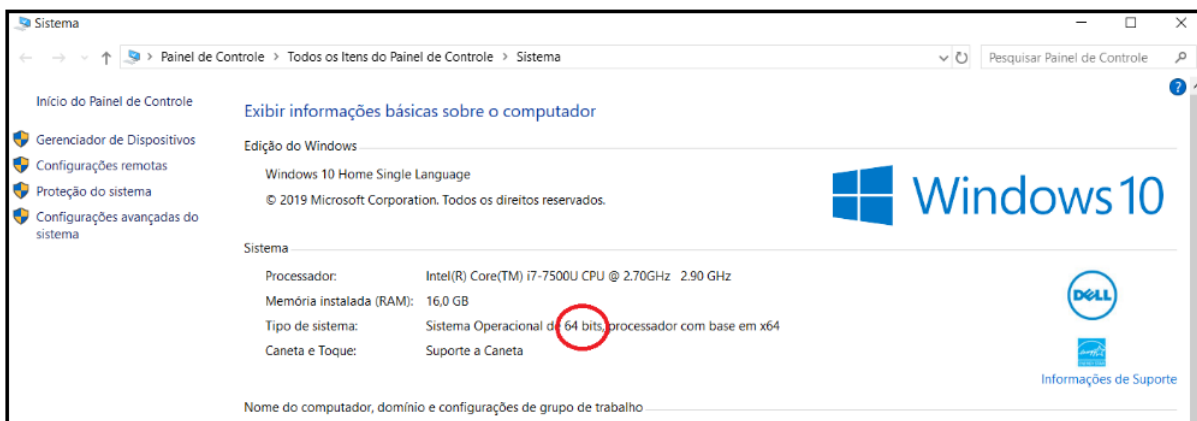 Sistema
Painel de Controle > Todos os Itens do Painel de Controle > Sistema
Pesquisar Painel de Controle
?
Início do Painel de Controle
Gerenciador de Dispositivos
Configurações remotas
Proteção do sistema
Configurações avançadas do
sistema
Exibir informações básicas sobre o computador
Edição do Windows
Windows 10 Home Single Language
© 2019 Microsoft Corporation. Todos os direitos reservados.
Windows 10
Sistema
Processador: Intel(R) Core(TM) i7-7500U CPU @ 2.70GHz 2.90 GHz
Memória instalada (RAM): 16,0 GB
Tipo de sistema: Sistema Operacional de 64 bits, processador com base em x64
Caneta e Toque: Suporte a Caneta
DELL
Informações de Suporte
Nome do computador, domínio e configurações de grupo de trabalho